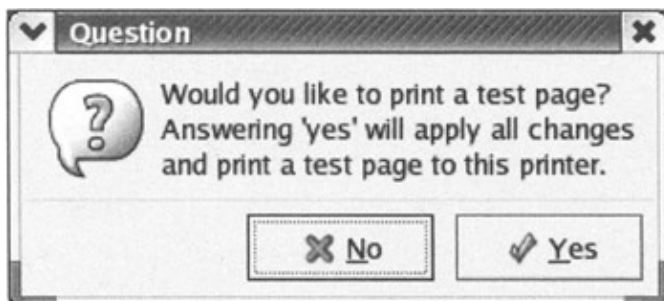 Question
Would you like to print a test page?
Answering 'yes' will apply all changes
and print a test page to this printer.
No
Yes